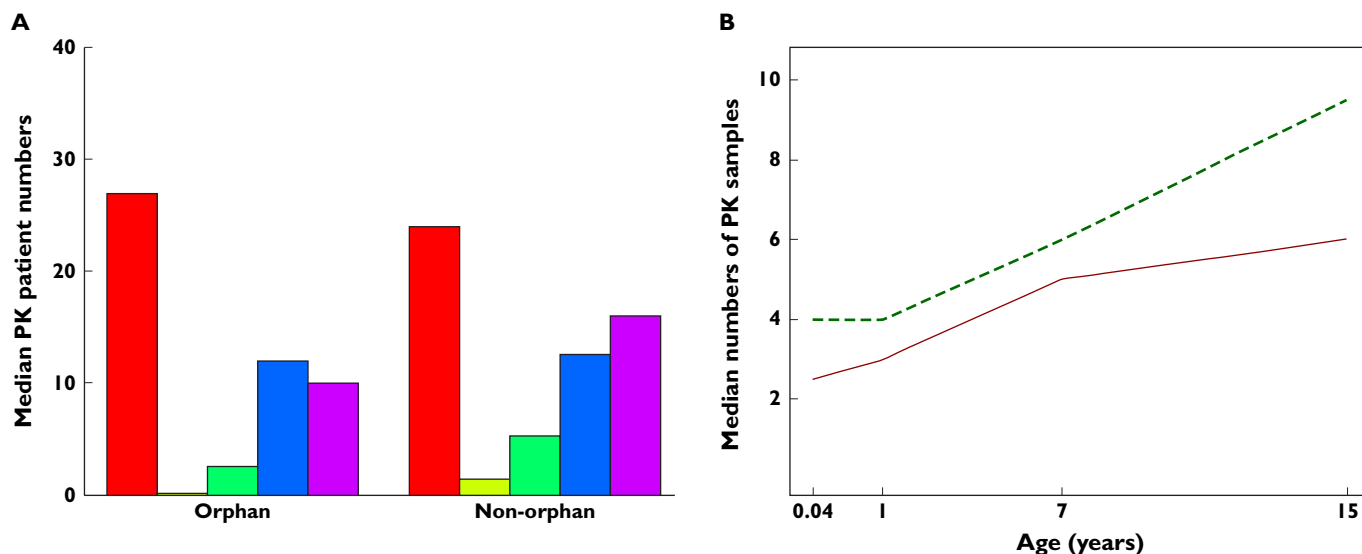 A
Median PK patient numbers
40
30
20
10
0
Orphan Non-orphan
B
Median numbers of PK samples
10
8
6
4
2
0.04 1 7 15
Age (years)